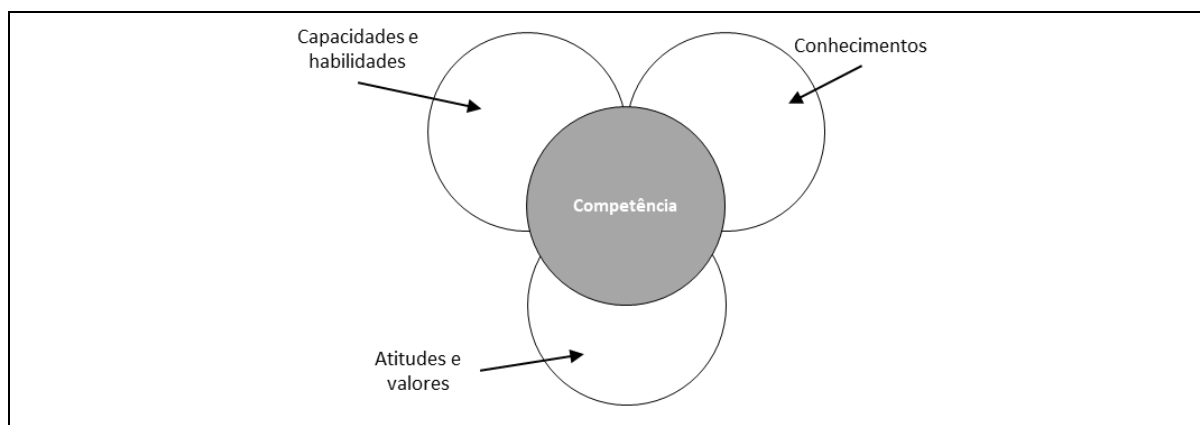 Capacidades e
habilidades
Conhecimentos
Competência
Atitudes e
valores